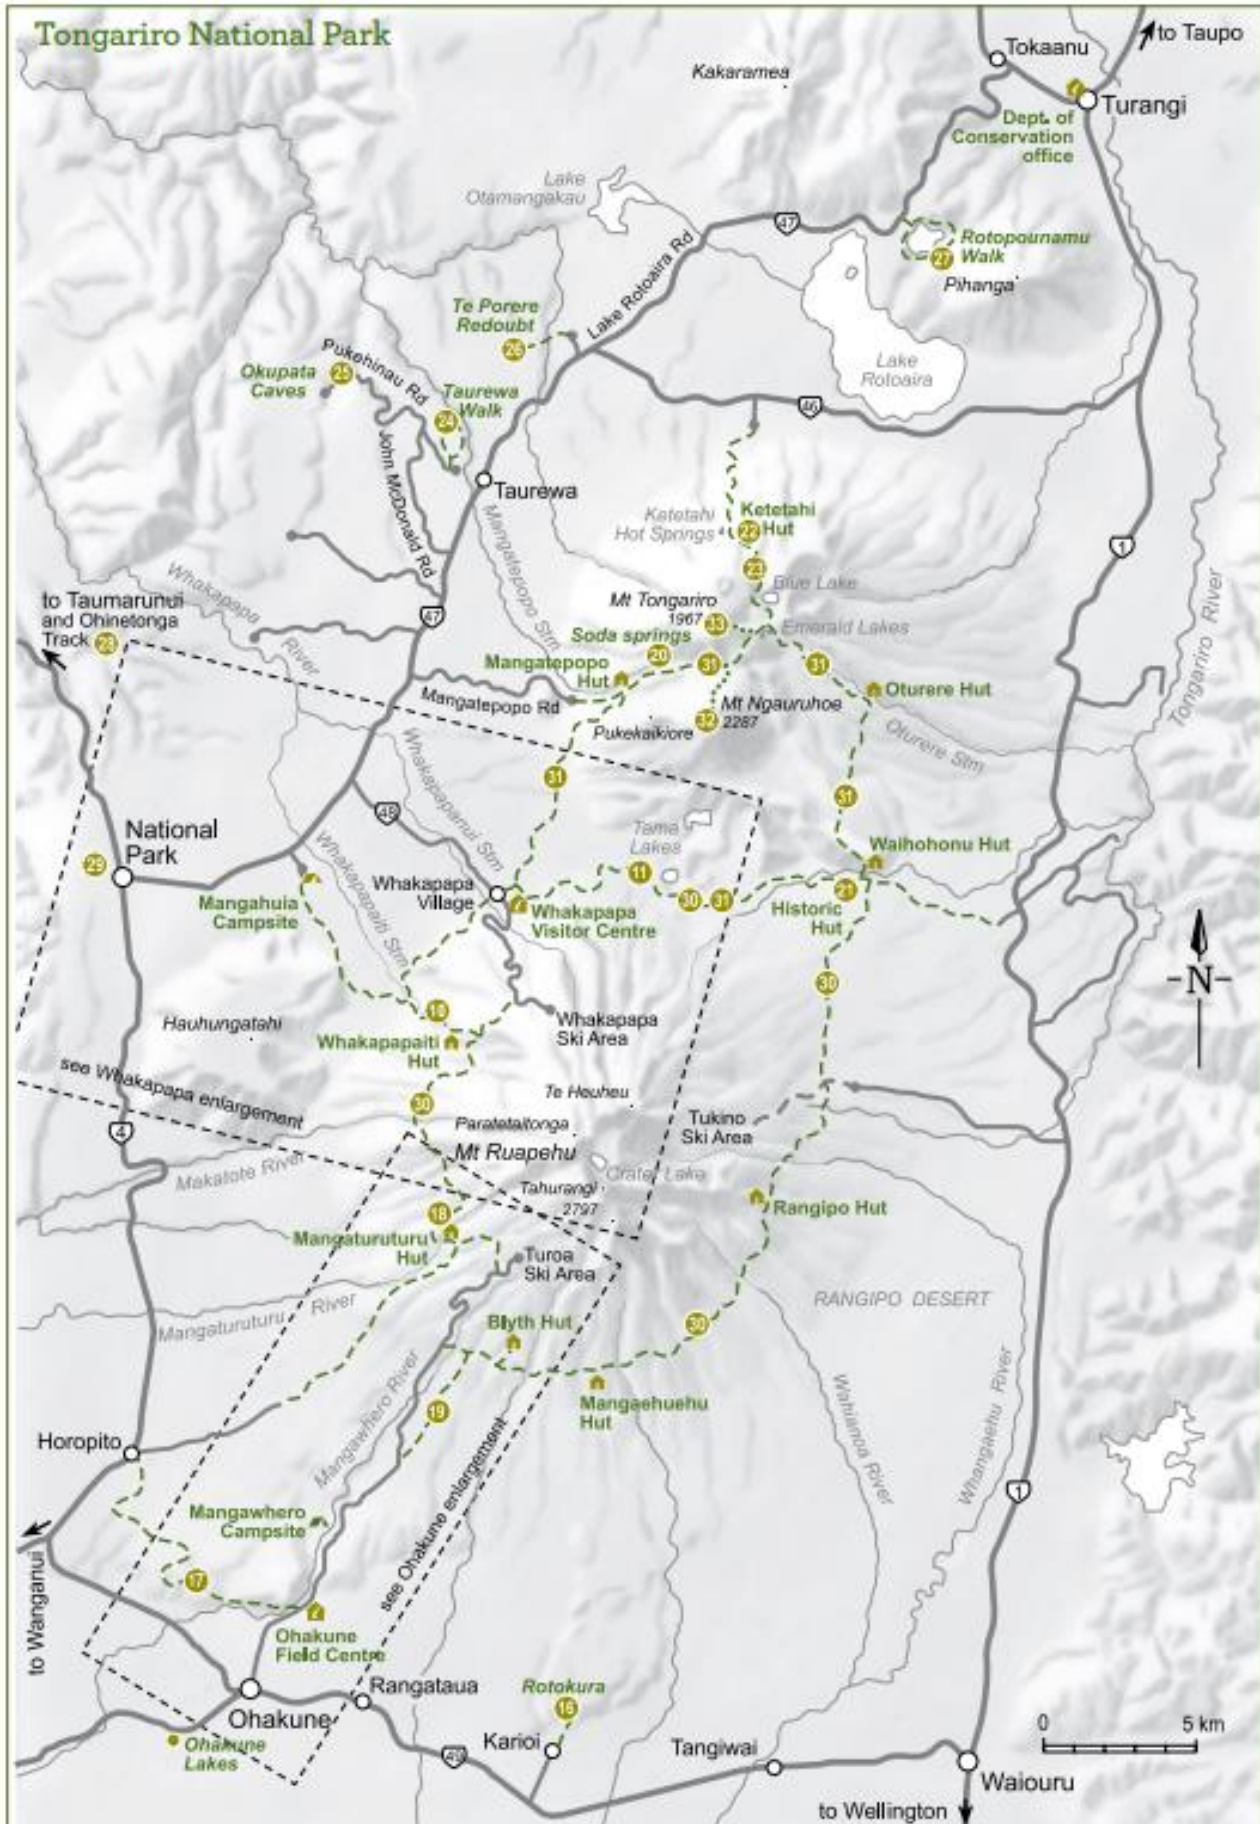 Tongariro National Park
to Taupo
Tokaanu
Kakaramea
Turangi
Dept. of
Conservation
office
Lake
Otamangakau
47
Rotopounamu
Walk
27
Pihanga
Lake Rotoaira Rd
Te Porere
Redoubt
26
Lake
Rotoaira
Pukehinau Rd
Okupata
Caves
25
Taurewa
Walk
24
46
John McDonald Rd
Taurewa
Ketetahi
Hot Springs
Ketetahi
Hut
22
23
1
Mangatepopo Stm
Whakapapa
River
Blue Lake
to Taumarunui
and Ohinetonga
Track
28
47
Mt Tongariro
1967
33
Emerald Lakes
Soda springs
20
31
31
Tongariro River
Mangatepopo
Hut
Oturere Hut
Mangatepopo Rd
Mt Ngauruhoe
2287
32
Pukekaikiore
Oturere Stm
31
31
Whakapapanui Stm
48
Tama
Lakes
National
Park
29
Waihohonu Hut
Whakapapa
Village
11
30
31
21
Mangahuia
Campsite
Whakapapaiti Stm
Whakapapa
Visitor Centre
Historic
Hut
N
30
Hauhungatahi
10
Whakapapa
Ski Area
Whakapapaiti
Hut
see Whakapapa enlargement
Te Heuheu
30
Paratetaitonga
Tukino
Ski Area
4
Mt Ruapehu
Makatote River
Crater Lake
Tahurangi
2797
Rangipo Hut
18
Mangaturuturu
Hut
Turoa
Ski Area
RANGIPO DESERT
Mangaturuturu River
Blyth Hut
30
Mangaehuehu
Hut
Mangawhero River
19
Wahianoa River
Whangaehu River
Horopito
see Ohakune enlargement
1
Mangawhero
Campsite
to Wanganui
17
Ohakune
Field Centre
Rangataua
Rotokura
16
Ohakune
0 5 km
Karioi
Tangiwai
Ohakune
Lakes
49
Waiouru
to Wellington